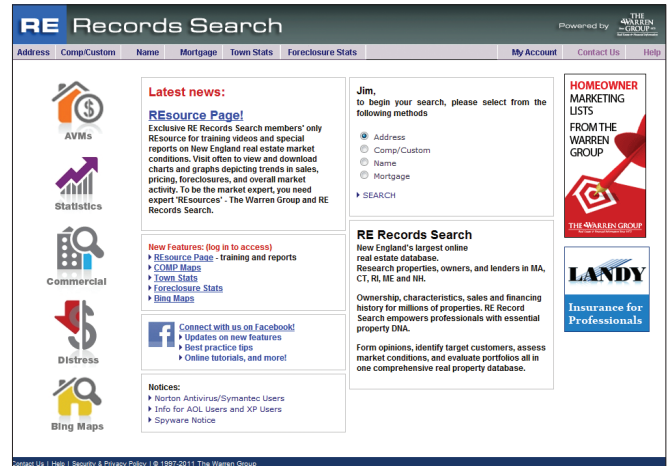 RE Records Search
Powered by THE WARREN GROUP
Address Comp/Custom Name Mortgage Town Stats Foreclosure Stats My Account Contact Us Help
AVMs
Statistics
Commercial
Distress
Bing Maps
Latest news:
REsource Page!
Exclusive RE Records Search members' only
REsource for training videos and special
reports on New England real estate market
conditions. Visit often to view and download
charts and graphs depicting trends in sales,
pricing, foreclosures, and overall market
activity. To be the market expert, you need
expert 'REsources' - The Warren Group and RE
Records Search.
New Features: (log in to access)
REsource Page - training and reports
COMP Maps
Town Stats
Foreclosure Stats
Bing Maps
Connect with us on Facebook!
Updates on new features
Best practice tips
Online tutorials, and more!
Notices:
Norton Antivirus/Symantec Users
Info for AOL Users and XP Users
Spyware Notice
Jim,
to begin your search, please select from the
following methods
Address
Comp/Custom
Name
Mortgage
SEARCH
RE Records Search
New England's largest online
real estate database.
Research properties, owners, and lenders in MA,
CT, RI, ME and NH.
Ownership, characteristics, sales and financing
history for millions of properties. RE Record
Search empowers professionals with essential
property DNA.
Form opinions, identify target customers, assess
market conditions, and evaluate portfolios all in
one comprehensive real property database.
HOMEOWNER
MARKETING
LISTS
FROM THE
WARREN
GROUP
THE WARREN GROUP
LANDY
Insurance for
Professionals
Contact Us | Help | Security & Privacy Policy | © 1997-2011 The Warren Group